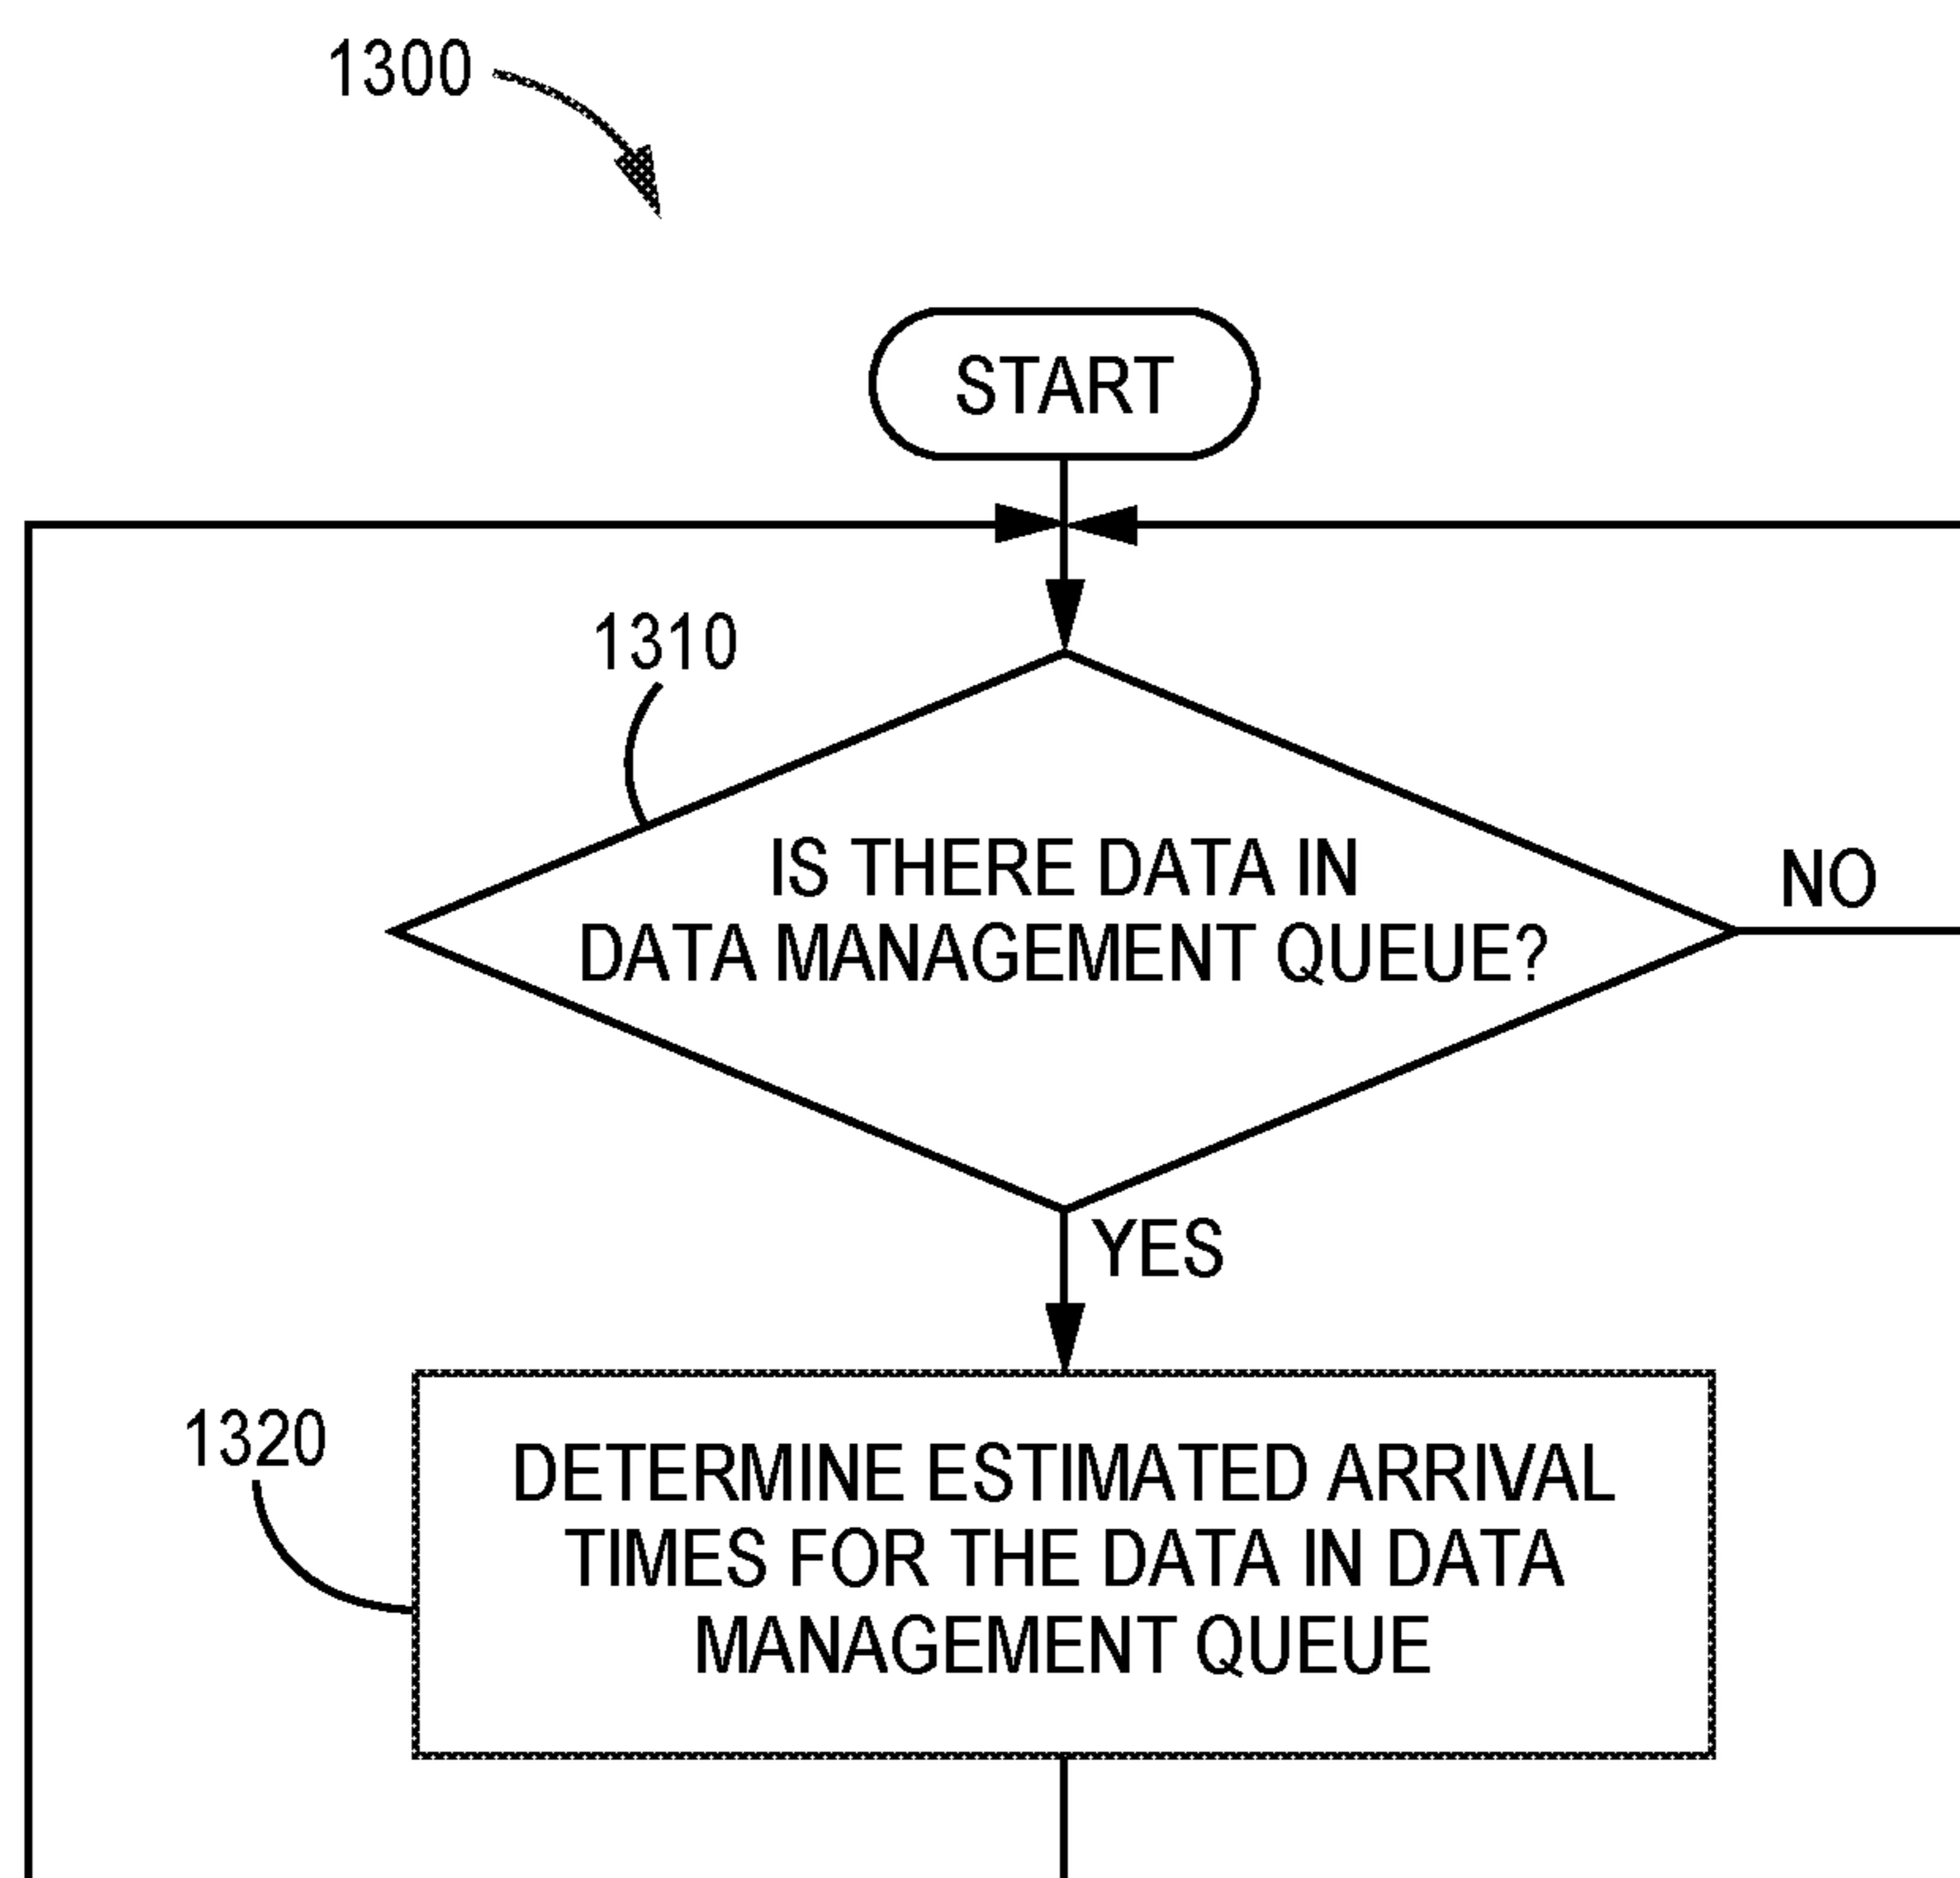 1300
START
1310
IS THERE DATA IN
DATA MANAGEMENT QUEUE?
NO
YES
1320
DETERMINE ESTIMATED ARRIVAL
TIMES FOR THE DATA IN DATA
MANAGEMENT QUEUE